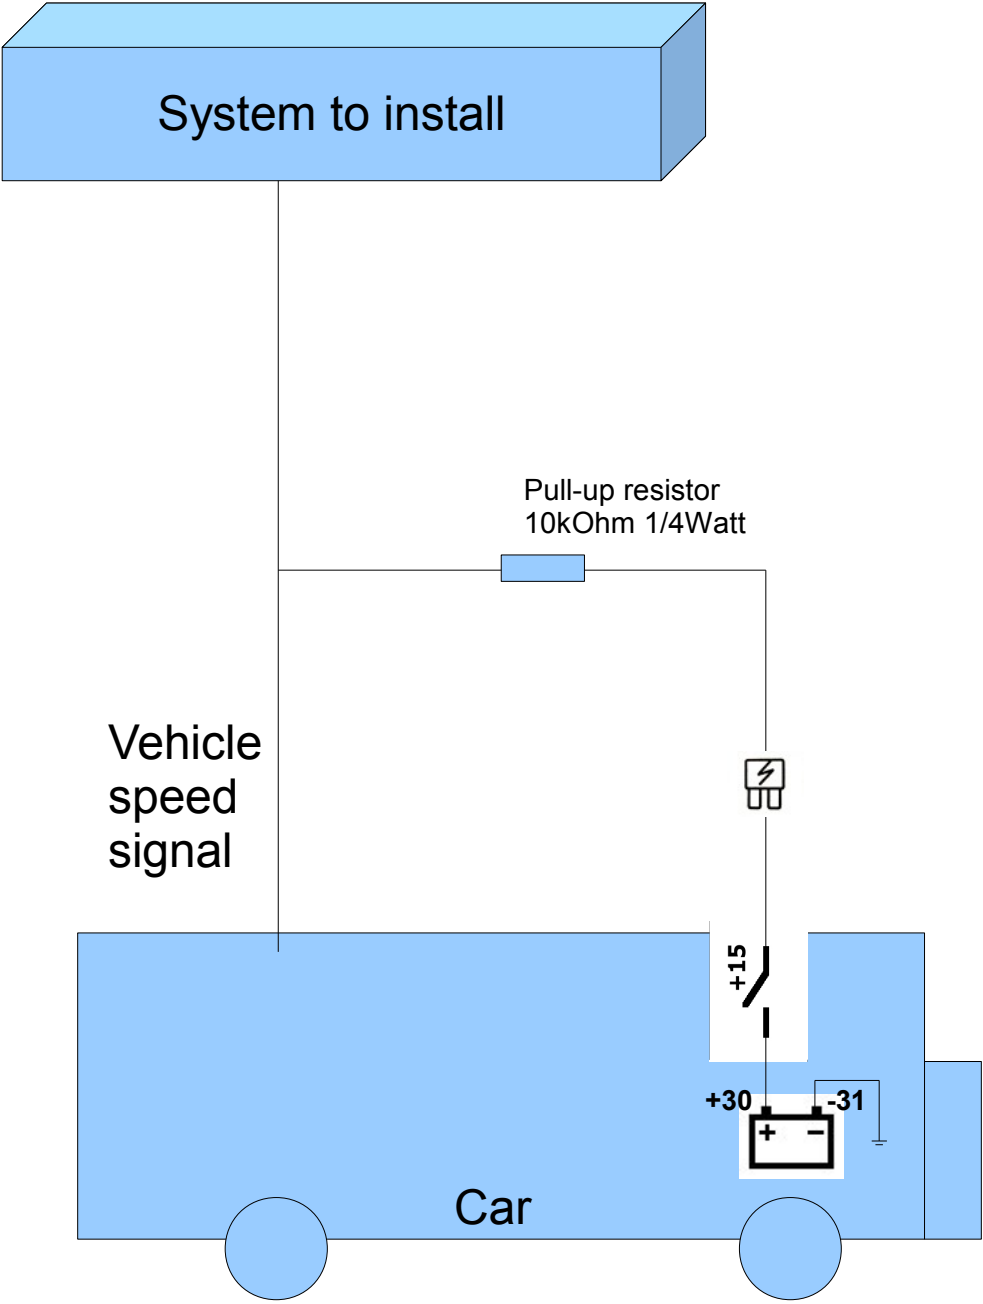 System to install
Pull-up resistor
10kOhm 1/4Watt
Vehicle
speed
signal
+15
+30
-31
+ −
Car